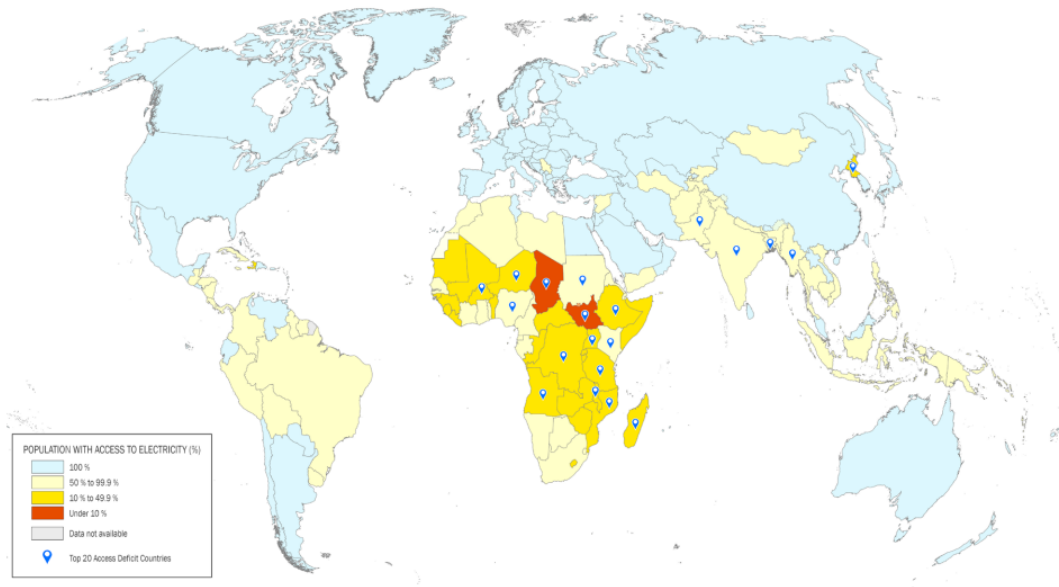 POPULATION WITH ACCESS TO ELECTRICITY (%)
100 %
50 % to 99.9 %
10 % to 49.9 %
Under 10 %
Data not available
Top 20 Access Deficit Countries